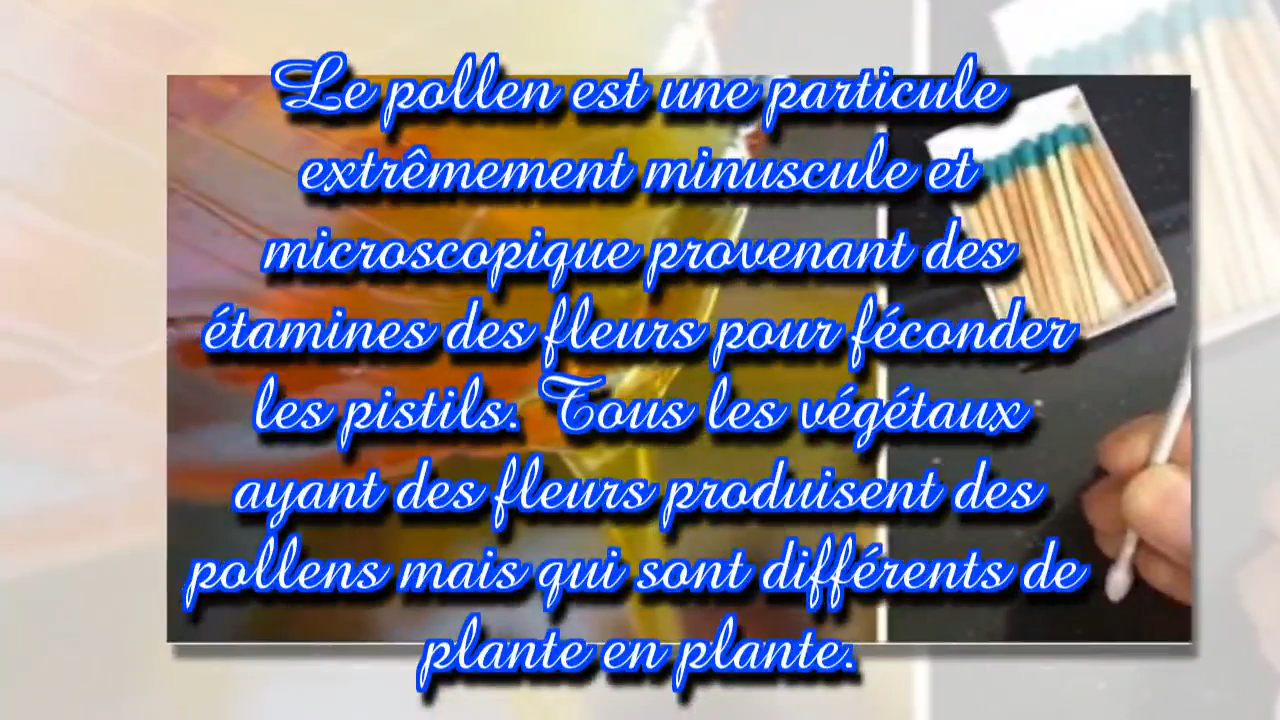 Le pollen est une particule
extrêmement minuscule et
microscopique provenant des
étamines des fleurs pour féconder
les pistils. Tous les végétaux
ayant des fleurs produisent des
pollens mais qui sont différents de
plante en plante.